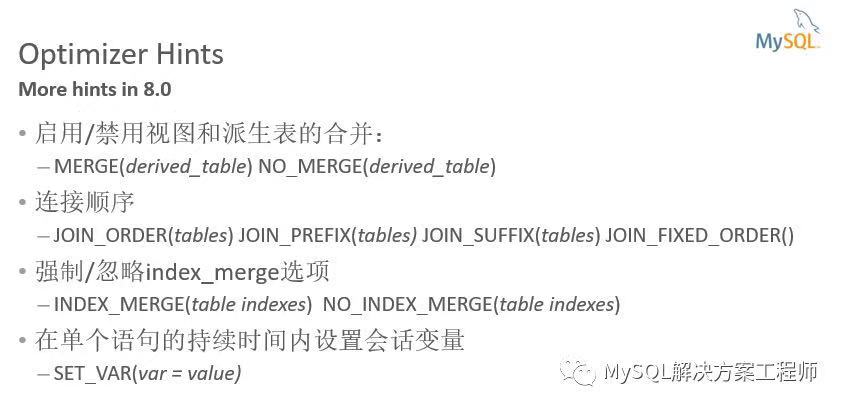 MySQL
Optimizer Hints
More hints in 8.0
• 启用/禁用视图和派生表的合并：
– MERGE(derived_table) NO_MERGE(derived_table)
• 连接顺序
– JOIN_ORDER(tables) JOIN_PREFIX(tables) JOIN_SUFFIX(tables) JOIN_FIXED_ORDER()
• 强制/忽略index_merge选项
– INDEX_MERGE(table indexes) NO_INDEX_MERGE(table indexes)
• 在单个语句的持续时间内设置会话变量
– SET_VAR(var = value)
MySQL解决方案工程师